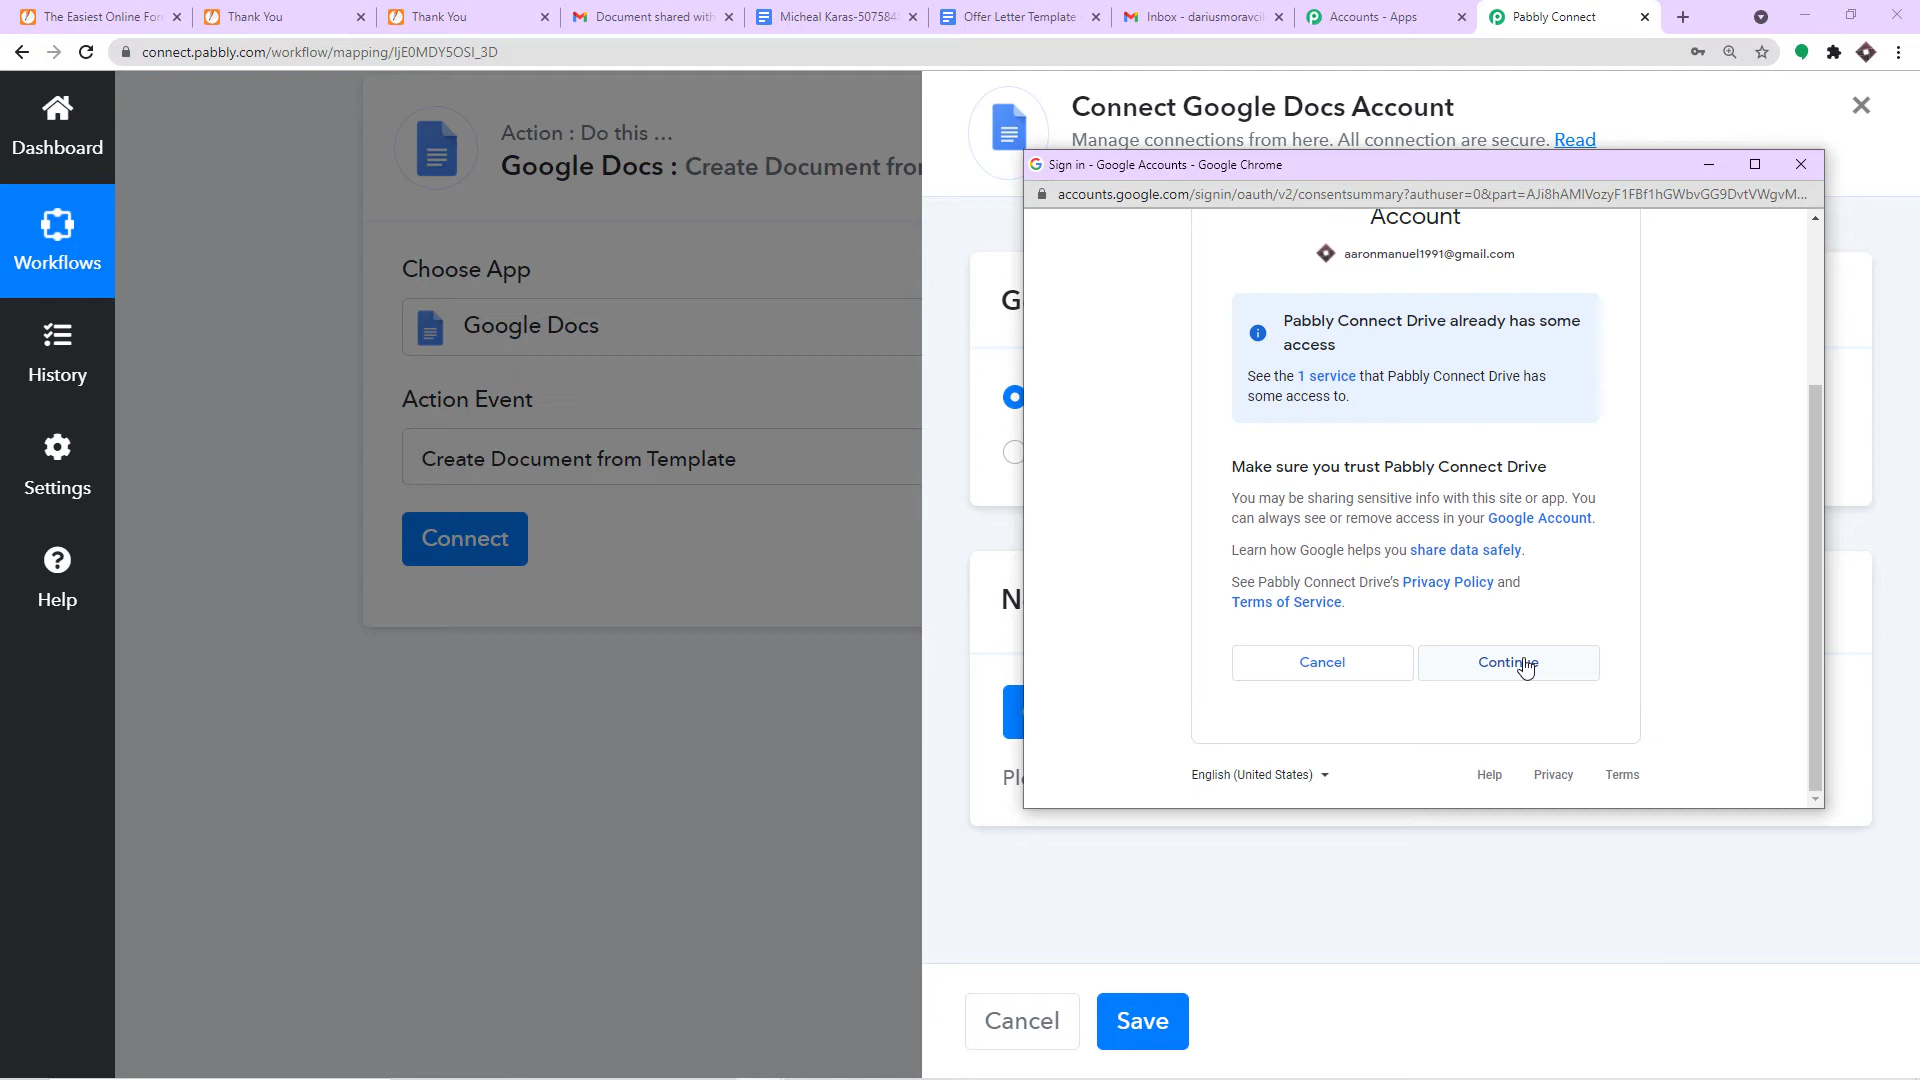 The Easiest Online For
Thank You
Thank You
Document shared with
Micheal Karas-507584
Offer Letter Template
Inbox - dariusmoravcil
Accounts - Apps
Pabbly Connect
connect.pabbly.com/workflow/mapping/IjE0MDY5OSI_3D
Dashboard
Workflows
History
Settings
Help
Action : Do this ...
Google Docs : Create Document fron
Choose App
Google Docs
Action Event
Create Document from Template
Connect
Connect Google Docs Account
Manage connections from here. All connection are secure. Read
Sign in - Google Accounts - Google Chrome
accounts.google.com/signin/oauth/v2/consentsummary?authuser=0&part=AJi8hAMlVozyF1FBf1hGWbvGG9DvtVWgvM...
Account
aaronmanuel1991@gmail.com
Pabbly Connect Drive already has some
access
See the 1 service that Pabbly Connect Drive has
some access to.
Make sure you trust Pabbly Connect Drive
You may be sharing sensitive info with this site or app. You
can always see or remove access in your Google Account.
Learn how Google helps you share data safely.
See Pabbly Connect Drive's Privacy Policy and
Terms of Service.
Cancel
Continue
English (United States)
Help
Privacy
Terms
G
N
Ple
Cancel
Save